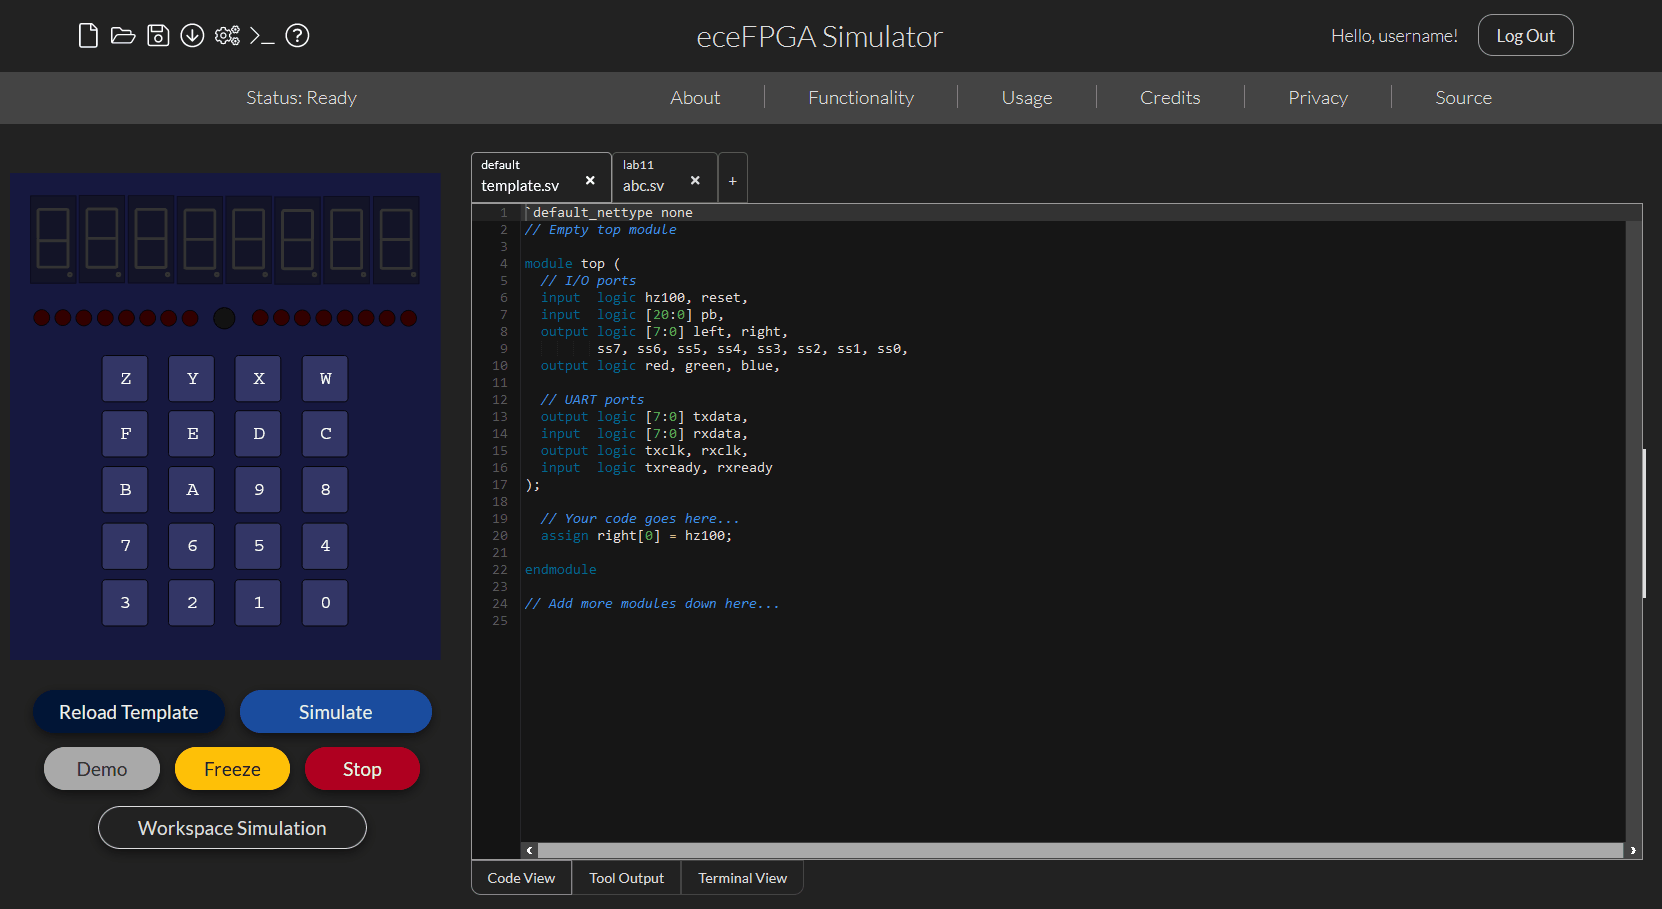 eceFPGA Simulator
Hello, username!
Log Out
Status: Ready
About
Functionality
Usage
Credits
Privacy
Source
default
template.sv ×
lab11
abc.sv ×
+
Z Y X W
F E D C
B A 9 8
7 6 5 4
3 2 1 0
Reload Template
Simulate
Demo
Freeze
Stop
Workspace Simulation
1 `default_nettype none
2 // Empty top module
3
4 module top (
5   // I/O ports
6   input  logic hz100, reset,
7   input  logic [20:0] pb,
8   output logic [7:0] left, right,
9          ss7, ss6, ss5, ss4, ss3, ss2, ss1, ss0,
10   output logic red, green, blue,
11
12   // UART ports
13   output logic [7:0] txdata,
14   input  logic [7:0] rxdata,
15   output logic txclk, rxclk,
16   input  logic txready, rxready
17 );
18
19   // Your code goes here...
20   assign right[0] = hz100;
21
22 endmodule
23
24 // Add more modules down here...
25
Code View
Tool Output
Terminal View